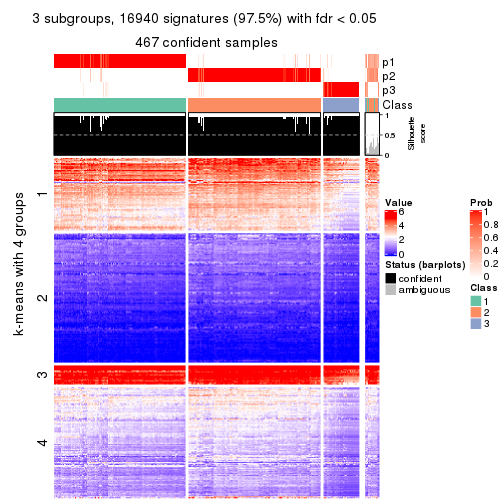 3 subgroups, 16940 signatures (97.5%) with fdr < 0.05
467 confident samples
p1
p2
p3
Class
1
0.5
0
Silhouette
score
k-means with 4 groups
1
2
3
4
Value
6
4
2
0
Status (barplots)
confident
ambiguous
Prob
1
0.8
0.6
0.4
0.2
0
Class
1
2
3